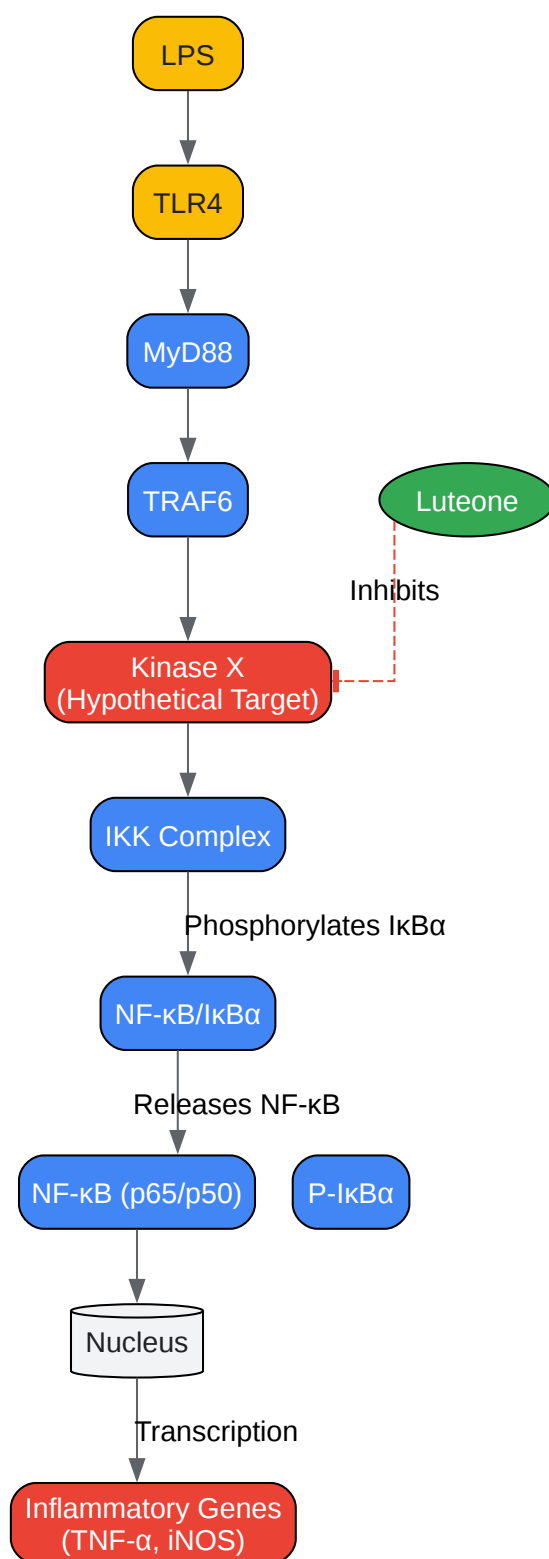 LPS
TLR4
MyD88
TRAF6
Luteone
Inhibits
Kinase X
(Hypothetical Target)
IKK Complex
Phosphorylates IκBα
NF-κB/IκBα
Releases NF-κB
NF-κB (p65/p50)
P-IκBα
Nucleus
Transcription
Inflammatory Genes
(TNF-α, iNOS)